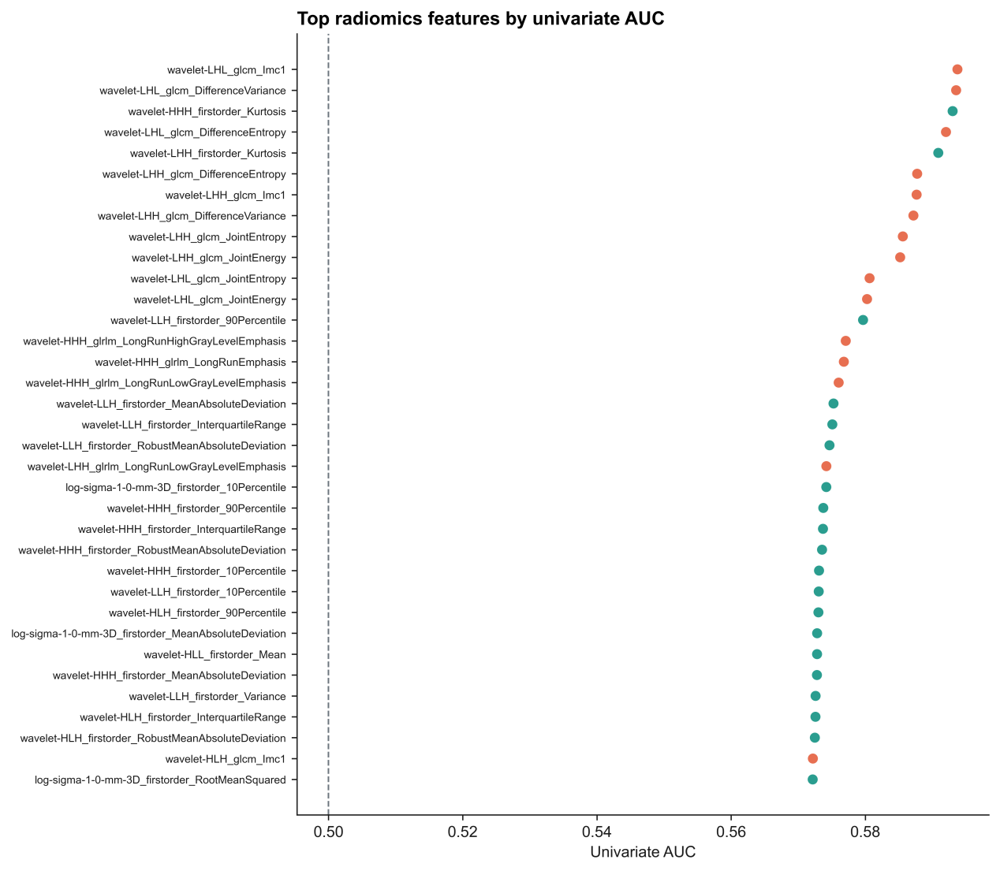 Top radiomics features by univariate AUC
wavelet-LHL_glcm_Imc1
wavelet-LHL_glcm_DifferenceVariance
wavelet-HHH_firstorder_Kurtosis
wavelet-LHL_glcm_DifferenceEntropy
wavelet-LHH_firstorder_Kurtosis
wavelet-LHH_glcm_DifferenceEntropy
wavelet-LHH_glcm_Imc1
wavelet-LHH_glcm_DifferenceVariance
wavelet-LHH_glcm_JointEntropy
wavelet-LHH_glcm_JointEnergy
wavelet-LHL_glcm_JointEntropy
wavelet-LHL_glcm_JointEnergy
wavelet-LLH_firstorder_90Percentile
wavelet-HHH_glrlm_LongRunHighGrayLevelEmphasis
wavelet-HHH_glrlm_LongRunEmphasis
wavelet-HHH_glrlm_LongRunLowGrayLevelEmphasis
wavelet-LLH_firstorder_MeanAbsoluteDeviation
wavelet-LLH_firstorder_InterquartileRange
wavelet-LLH_firstorder_RobustMeanAbsoluteDeviation
wavelet-LHH_glrlm_LongRunLowGrayLevelEmphasis
log-sigma-1-0-mm-3D_firstorder_10Percentile
wavelet-HHH_firstorder_90Percentile
wavelet-HHH_firstorder_InterquartileRange
wavelet-HHH_firstorder_RobustMeanAbsoluteDeviation
wavelet-HHH_firstorder_10Percentile
wavelet-LLH_firstorder_10Percentile
wavelet-HLH_firstorder_90Percentile
log-sigma-1-0-mm-3D_firstorder_MeanAbsoluteDeviation
wavelet-HLL_firstorder_Mean
wavelet-HHH_firstorder_MeanAbsoluteDeviation
wavelet-LLH_firstorder_Variance
wavelet-HLH_firstorder_InterquartileRange
wavelet-HLH_firstorder_RobustMeanAbsoluteDeviation
wavelet-HLH_glcm_Imc1
log-sigma-1-0-mm-3D_firstorder_RootMeanSquared
0.50 0.52 0.54 0.56 0.58
Univariate AUC